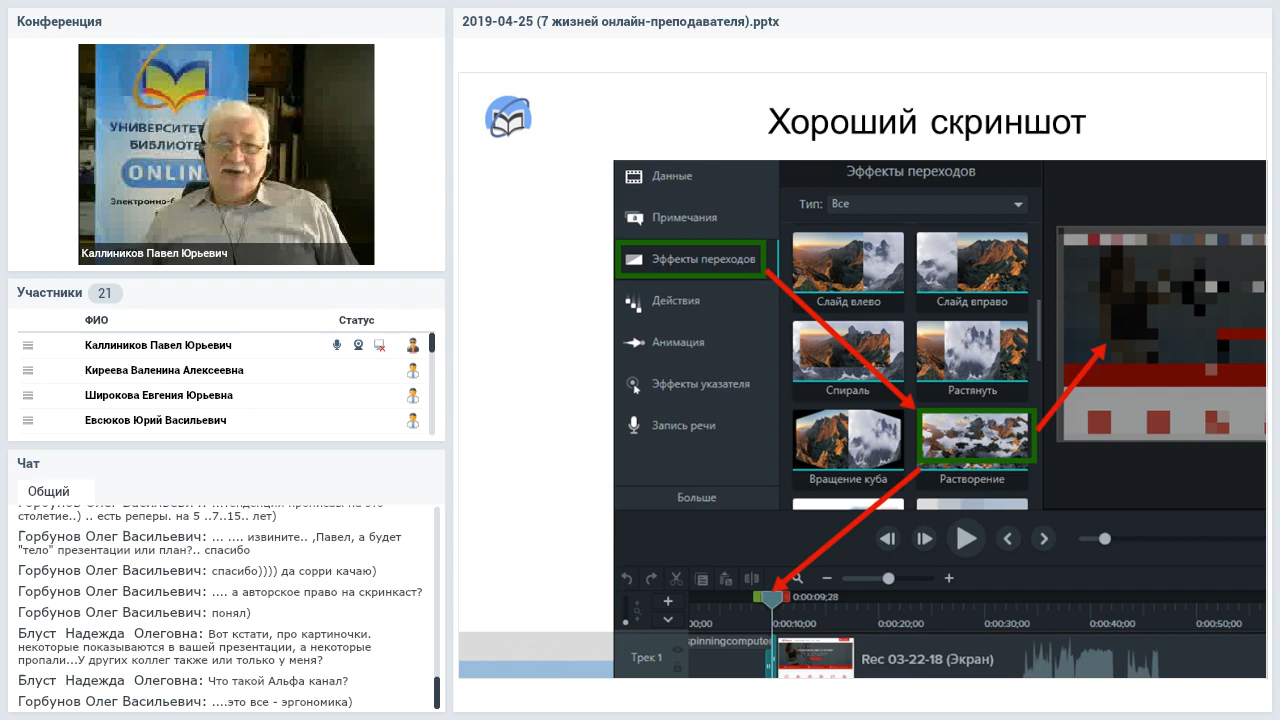 Конференция
УНИВЕРСИТЕТ
БИБЛИОТЕ
ONLIN
Электронно-б
Каллиников Павел Юрьевич
Участники 21
ФИО Статус
Каллиников Павел Юрьевич
Киреева Валенина Алексеевна
Широкова Евгения Юрьевна
Евсюков Юрий Васильевич
Чат
Общий
столетие..) .. есть реперы. на 5 ..7..15.. лет)
Горбунов Олег Васильевич: ... .... извините.. ,Павел, а будет
"тело" презентации или план?.. спасибо
Горбунов Олег Васильевич: спасибо)))) да сорри качаю)
Горбунов Олег Васильевич: .... а авторское право на скринкаст?
Горбунов Олег Васильевич: понял)
Блуст Надежда Олеговна: Вот кстати, про картиночки.
некоторые показывался в вашей презентации, а некоторые
пропали...У других коллег также или только у меня?
Блуст Надежда Олеговна: Что такой Альфа канал?
Горбунов Олег Васильевич: ....это все - эргономика)
2019-04-25 (7 жизней онлайн-преподавателя).pptx
Хороший скриншот
Данные
Примечания
Эффекты переходов
Действия
Анимация
Эффекты указателя
Запись речи
Больше
Эффекты переходов
Тип: Все
Слайд влево Слайд вправо
Спираль Растянуть
Вращение куба Растворение
0:00:09;28
00;00 0:00:10;00 0:00:20;00 0:00:30;00 0:00:40;00 0:00:50;00
spinningcompute
Трек 1 Rec 03-22-18 (Экран)